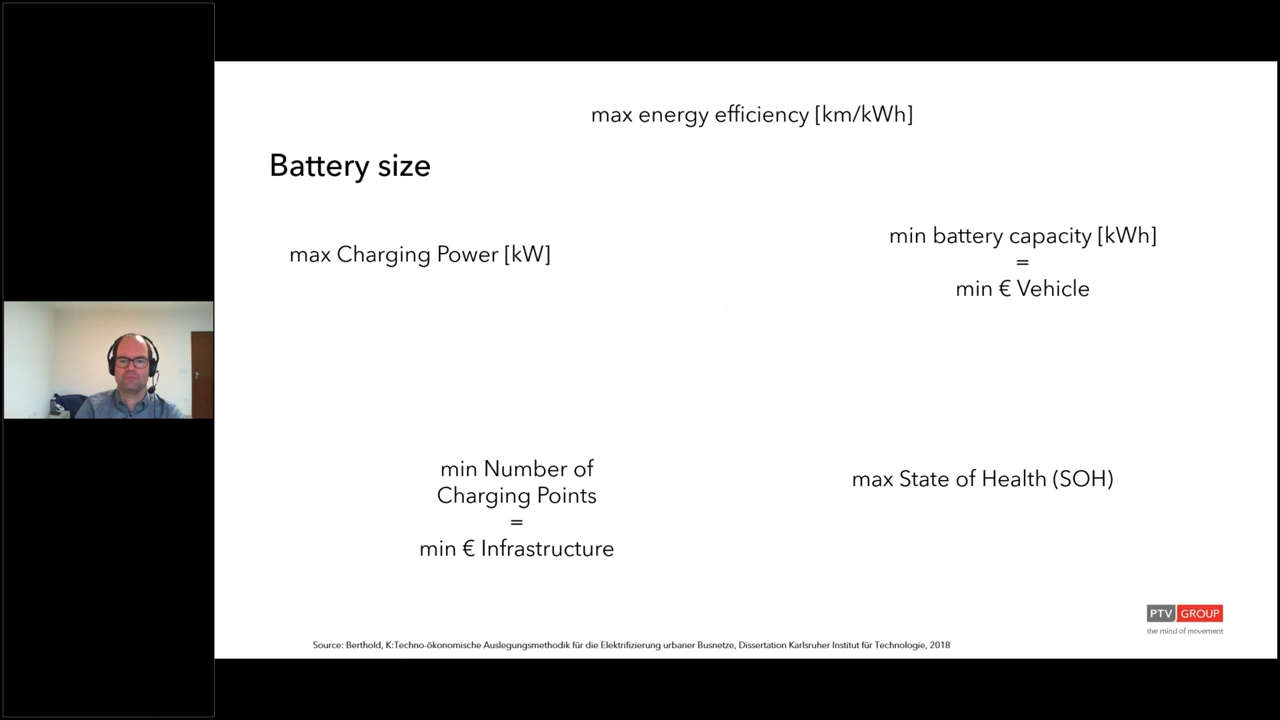 max energy efficiency [km/kWh]
Battery size
max Charging Power [kW]
min battery capacity [kWh]
=
min € Vehicle
min Number of
Charging Points
=
min € Infrastructure
max State of Health (SOH)
PTV GROUP
the mind of movement
Source: Berthold, K:Techno-ökonomische Auslegungsmethodik für die Elektrifizierung urbaner Busnetze, Dissertation Karlsruher Institut für Technologie, 2018